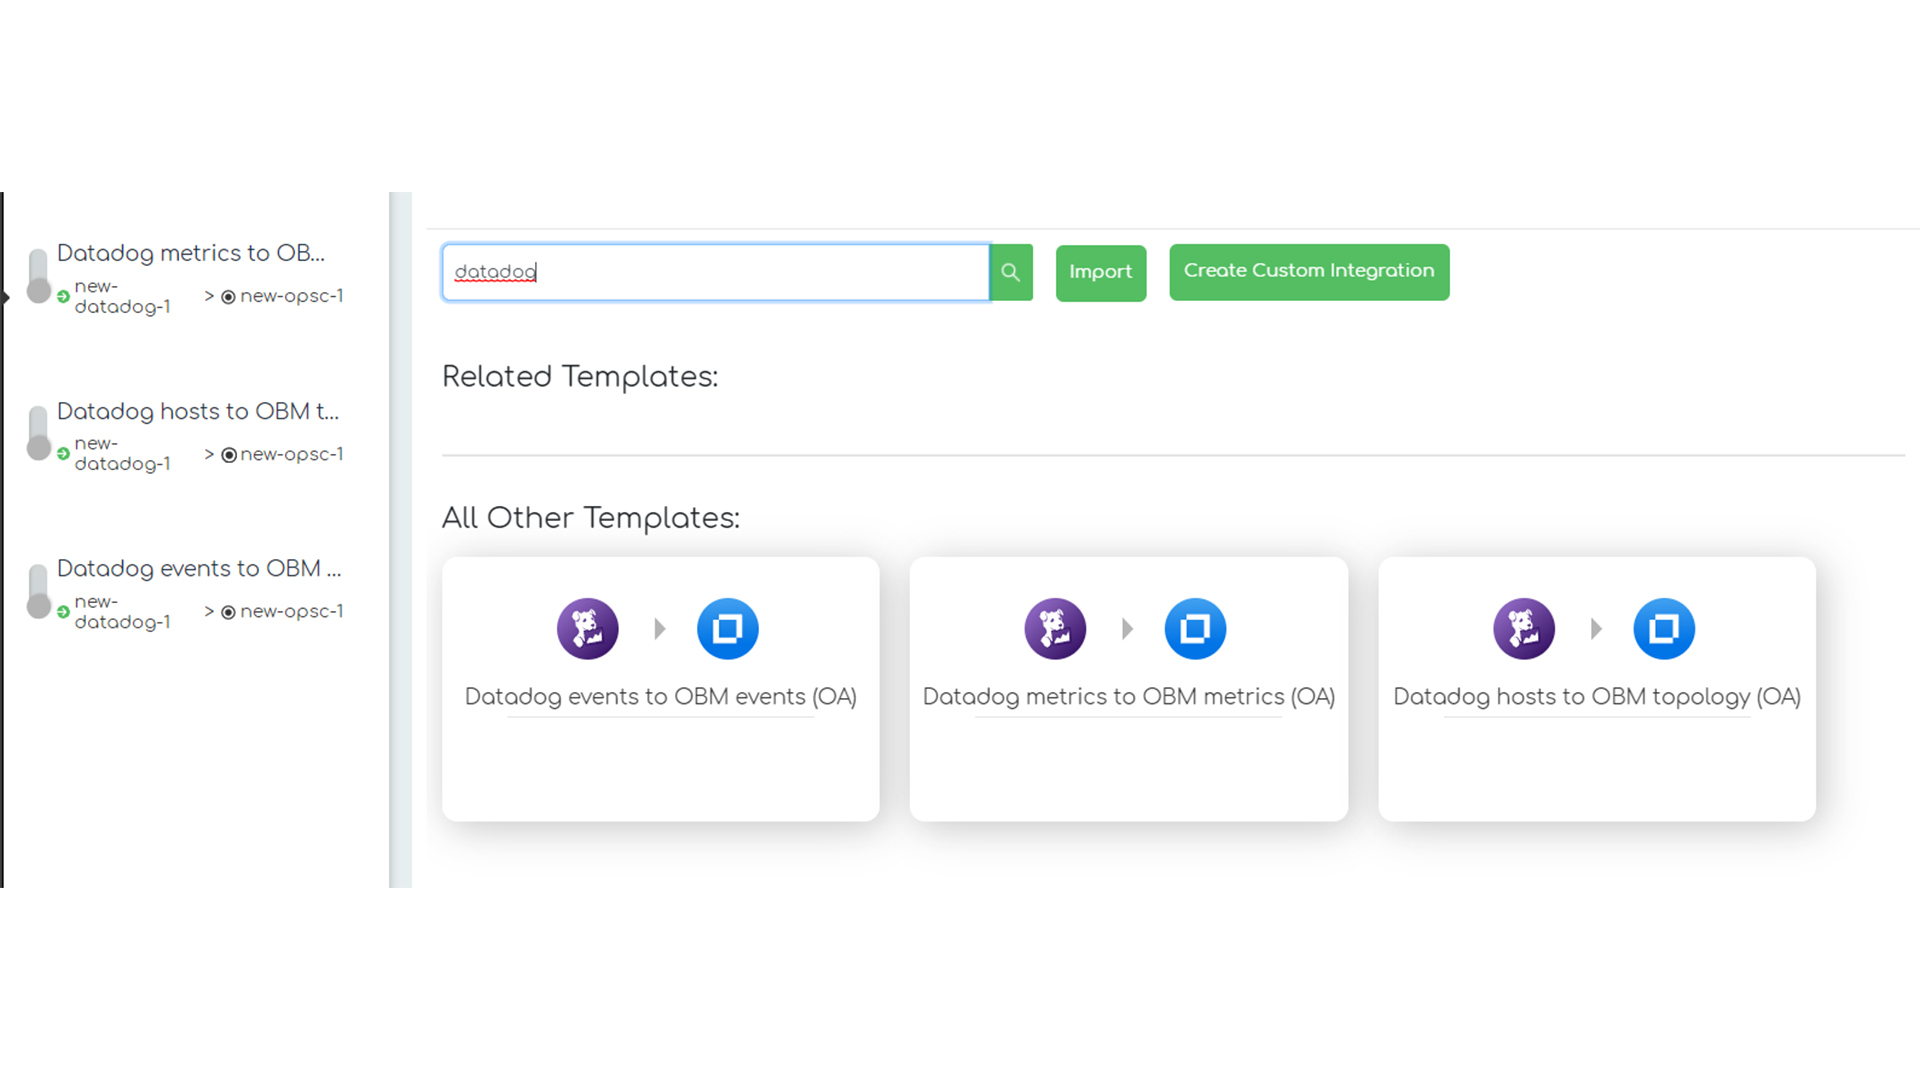 Datadog metrics to OB...
new-
datadog-1 > new-opsc-1
Datadog hosts to OBM t...
new-
datadog-1 > new-opsc-1
Datadog events to OBM ...
new-
datadog-1 > new-opsc-1
datadog
Import
Create Custom Integration
Related Templates:
All Other Templates:
Datadog events to OBM events (OA)
Datadog metrics to OBM metrics (OA)
Datadog hosts to OBM topology (OA)